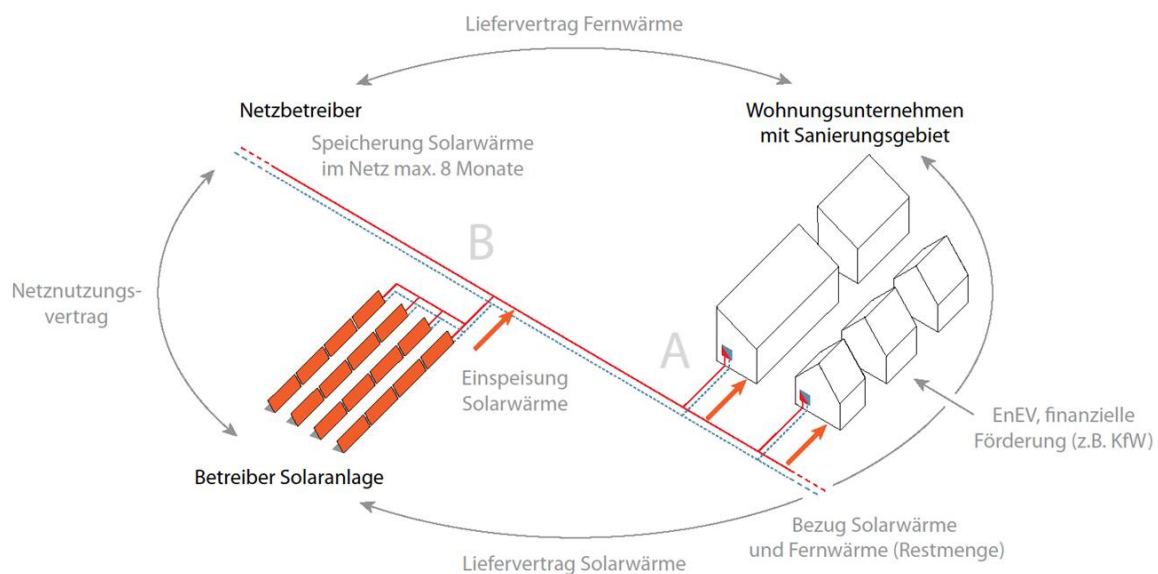 Liefervertrag Fernwärme
Netzbetreiber
Wohnungsunternehmen
mit Sanierungsgebiet
Speicherung Solarwärme
im Netz max. 8 Monate
B
Netznutzungs-
vertrag
A
Einspeisung
Solarwärme
EnEV, finanzielle
Förderung (z.B. KfW)
Betreiber Solaranlage
Bezug Solarwärme
und Fernwärme (Restmenge)
Liefervertrag Solarwärme